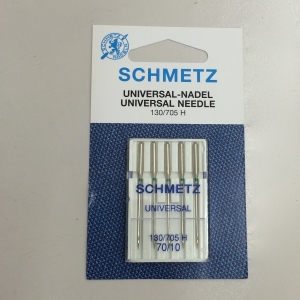 SCHMETZ
UNIVERSAL-NADEL
UNIVERSAL NEEDLE
130/705 H
SCHMETZ
UNIVERSAL
130/705 H
70/10